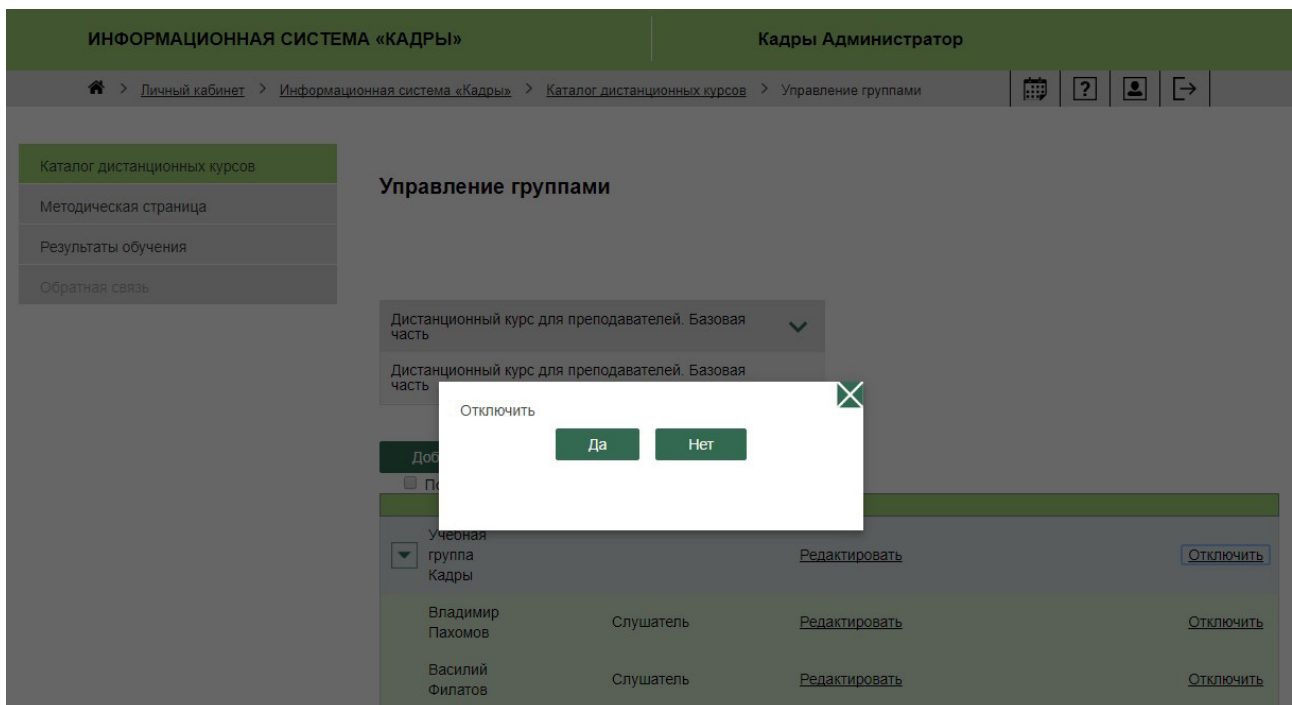 ИНФОРМАЦИОННАЯ СИСТЕМА «КАДРЫ»
Кадры Администратор
Личный кабинет > Информационная система «Кадры» > Каталог дистанционных курсов > Управление группами
Каталог дистанционных курсов
Методическая страница
Результаты обучения
Обратная связь
Управление группами
Дистанционный курс для преподавателей. Базовая
часть
Дистанционный курс для преподавателей. Базовая
часть
Отключить
Да Нет
Учебная
группа
Кадры
Редактировать
Отключить
Владимир
Пахомов
Слушатель
Редактировать
Отключить
Василий
Филатов
Слушатель
Редактировать
Отключить